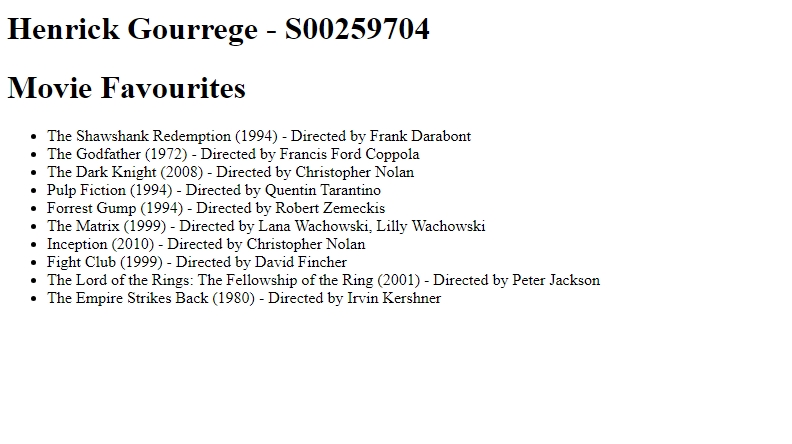 Henrick Gourrege - S00259704
Movie Favourites
The Shawshank Redemption (1994) - Directed by Frank Darabont
The Godfather (1972) - Directed by Francis Ford Coppola
The Dark Knight (2008) - Directed by Christopher Nolan
Pulp Fiction (1994) - Directed by Quentin Tarantino
Forrest Gump (1994) - Directed by Robert Zemeckis
The Matrix (1999) - Directed by Lana Wachowski, Lilly Wachowski
Inception (2010) - Directed by Christopher Nolan
Fight Club (1999) - Directed by David Fincher
The Lord of the Rings: The Fellowship of the Ring (2001) - Directed by Peter Jackson
The Empire Strikes Back (1980) - Directed by Irvin Kershner